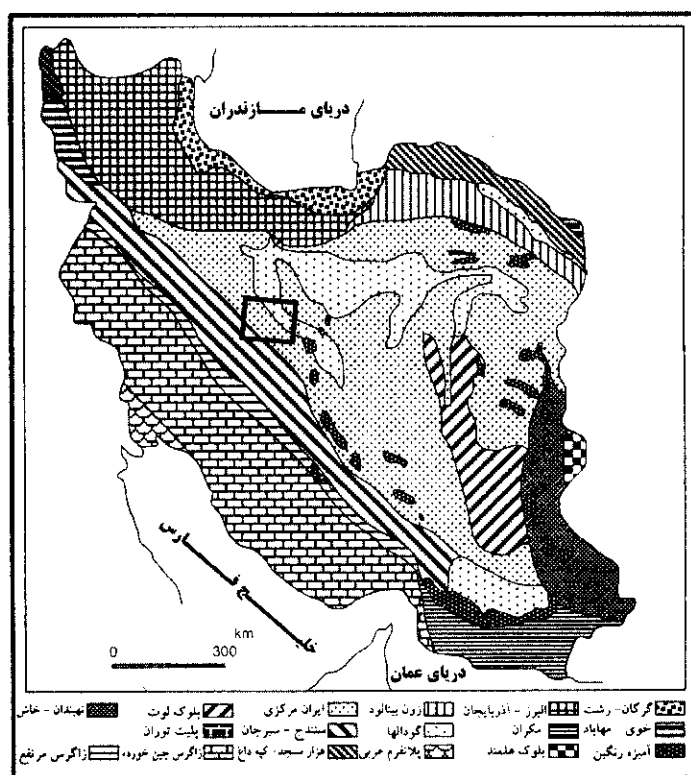 دریای مازندران
خلیج فارس
km
0 300
دریای عمان
گرگان - رشت البرز - آذربایجان زون بینالود ایران مرکزی بلوک لوت نهبندان - خاش
خوی مهاباد مکران گودالها سنندج - سیرجان پلیت توران
آمیزه رنگین بلوک هلمند پلاتفرم عربی هزار مسجد - کپه داغ زاگرس چین خورده زاگرس مرتفع